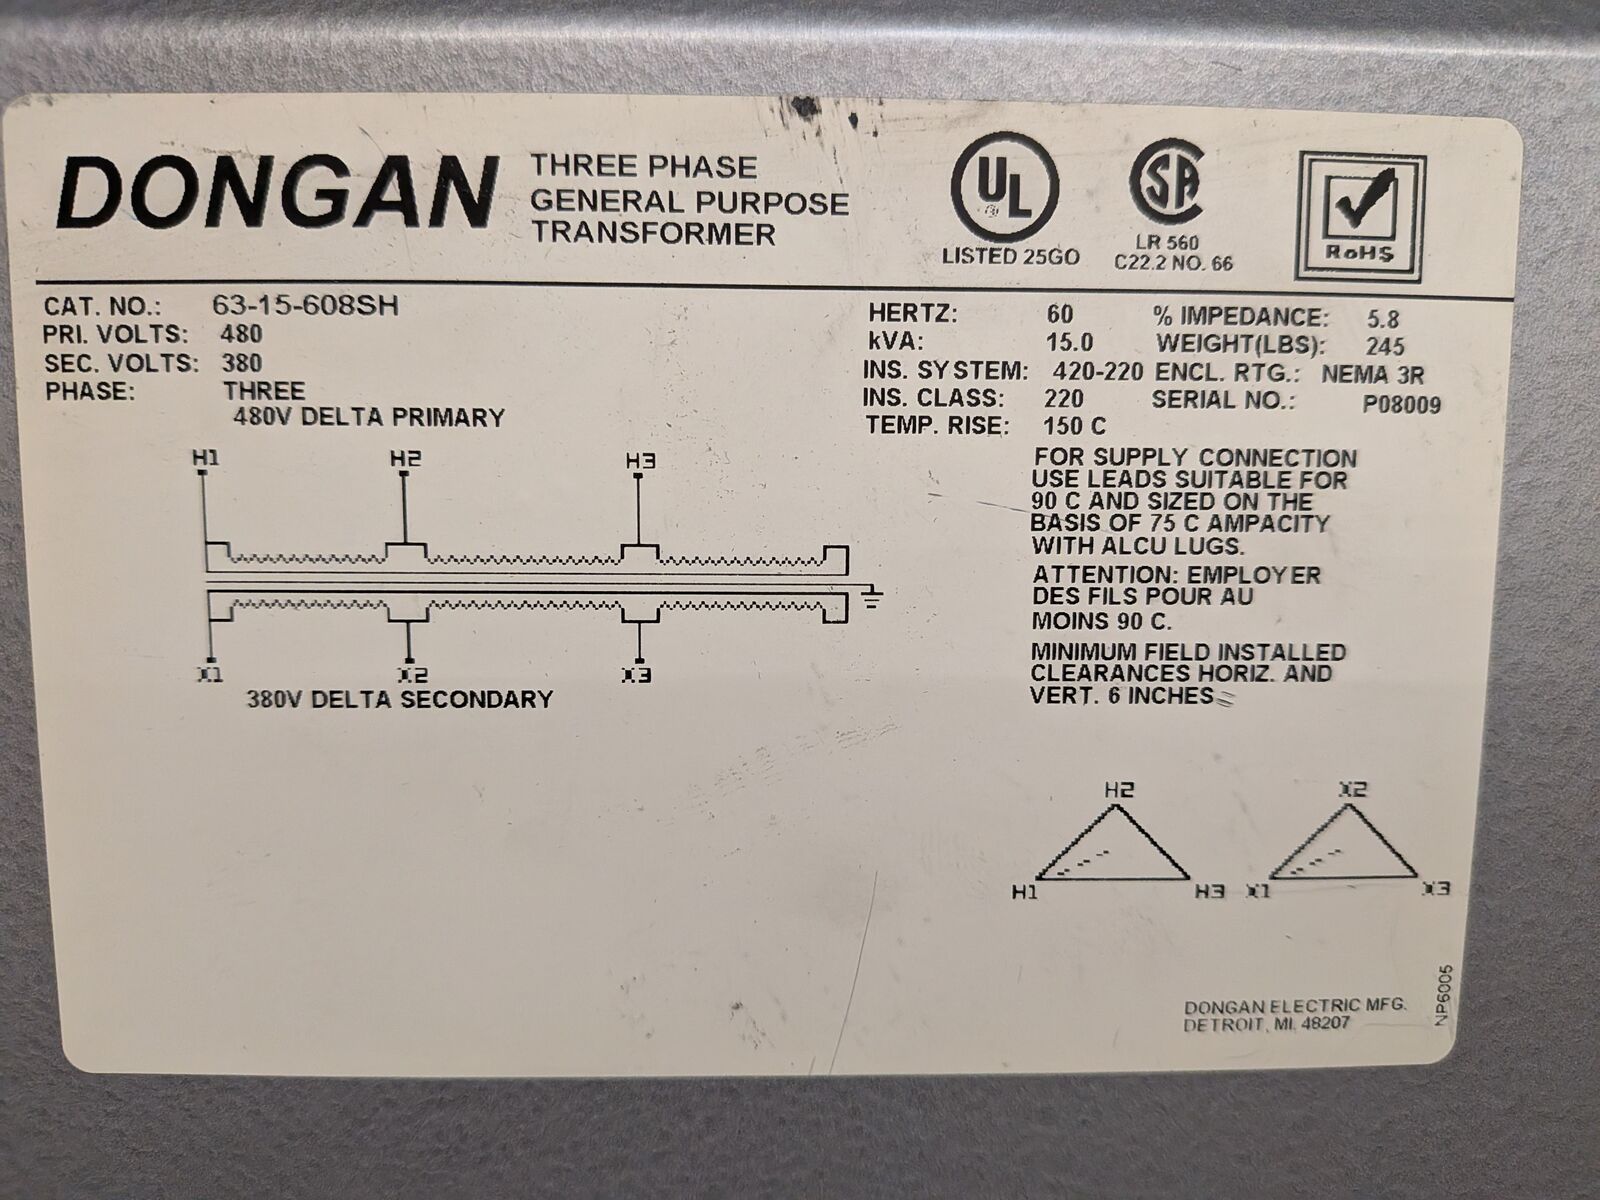 DONGAN
THREE PHASE
GENERAL PURPOSE
TRANSFORMER
UL
LISTED 25GO
SA
LR 560
C22.2 NO. 66
RoHS
CAT. NO.: 63-15-608SH
PRI. VOLTS: 480
SEC. VOLTS: 380
PHASE: THREE
480V DELTA PRIMARY
HERTZ: 60 % IMPEDANCE: 5.8
kVA: 15.0 WEIGHT(LBS): 245
INS. SYSTEM: 420-220 ENCL. RTG.: NEMA 3R
INS. CLASS: 220 SERIAL NO.: P08009
TEMP. RISE: 150 C
H1 H2 H3
X1 X2 X3
380V DELTA SECONDARY
FOR SUPPLY CONNECTION
USE LEADS SUITABLE FOR
90 C AND SIZED ON THE
BASIS OF 75 C AMPACITY
WITH ALCU LUGS.
ATTENTION: EMPLOYER
DES FILS POUR AU
MOINS 90 C.
MINIMUM FIELD INSTALLED
CLEARANCES HORIZ. AND
VERT. 6 INCHES
H2 X2
H1 H3 X1 X3
DONGAN ELECTRIC MFG.
DETROIT, MI. 48207
NP6005